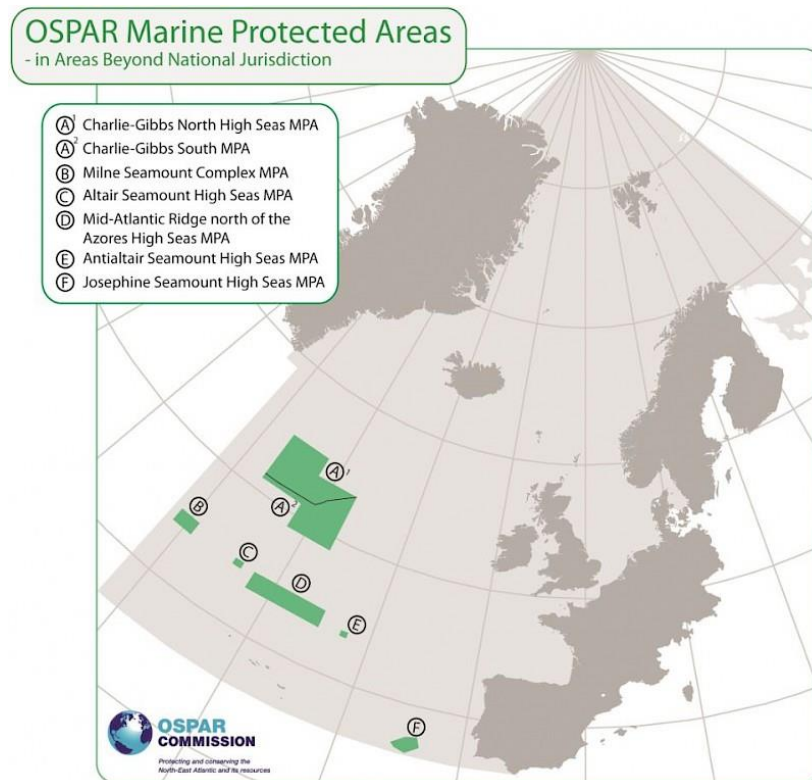 OSPAR Marine Protected Areas
- in Areas Beyond National Jurisdiction
A¹ Charlie-Gibbs North High Seas MPA
A² Charlie-Gibbs South MPA
B Milne Seamount Complex MPA
C Altair Seamount High Seas MPA
D Mid-Atlantic Ridge north of the
Azores High Seas MPA
E Antialtair Seamount High Seas MPA
F Josephine Seamount High Seas MPA
A¹
A²
B
C
D
E
F
OSPAR
COMMISSION
Protecting and conserving the
North-East Atlantic and its resources